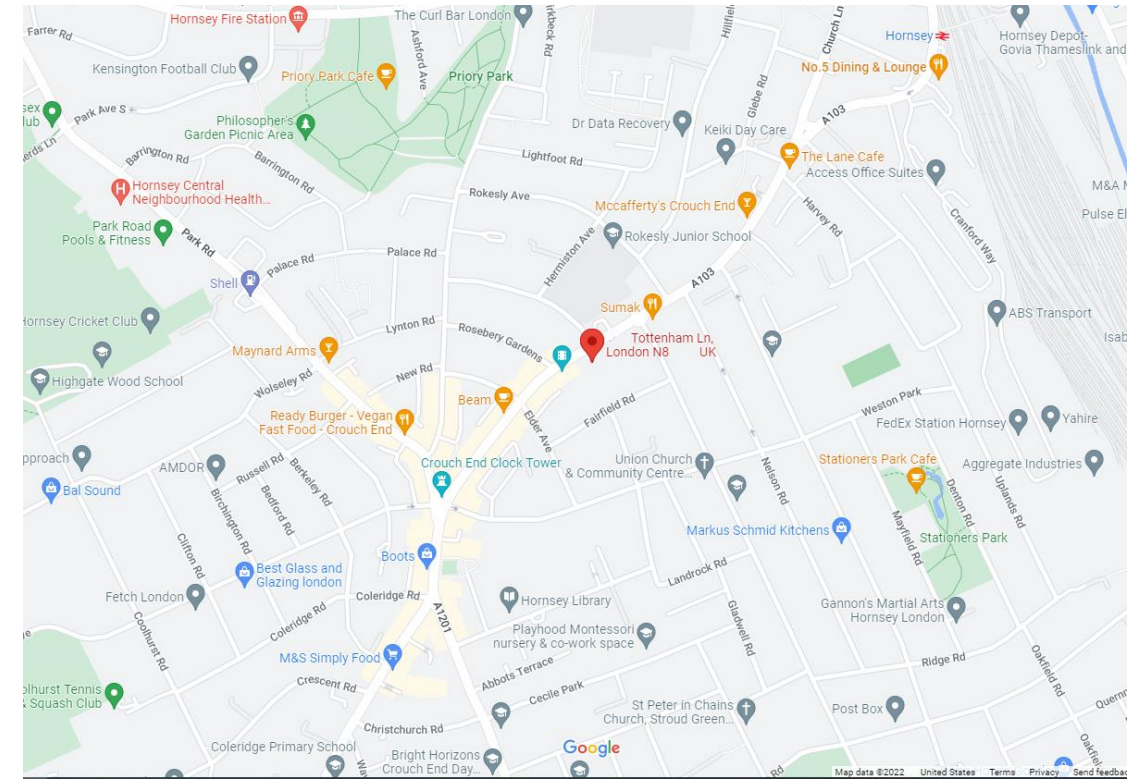 Hornsey Fire Station
The Curl Bar London
Farrer Rd
Ashford Ave
Church Ln
Hornsey
Hornsey Depot-
Govia Thameslink and
Kensington Football Club
Priory Park Cafe
Priory Park
No.5 Dining & Lounge
Glebe Rd
Park Ave S
Philosopher's
Garden Picnic Area
Dr Data Recovery
Keiki Day Care
A103
Barrington Rd
Barrington Rd
Lightfoot Rd
The Lane Cafe
Access Office Suites
Hornsey Central
Neighbourhood Health...
Rokesly Ave
Mccafferty's Crouch End
M&A
Park Road
Pools & Fitness
Park Rd
Harvey Rd
Cranford Way
Pulse
Hermiston Ave
Rokesly Junior School
Palace Rd
Palace Rd
Shell
A103
Sumak
Hornsey Cricket Club
Lynton Rd
Rosebery Gardens
ABS Transport
Tottenham Ln,
London N8 UK
Maynard Arms
Highgate Wood School
Wolseley Rd
New Rd
Beam
Elder Ave
Fairfield Rd
Weston Park
Ready Burger - Vegan
Fast Food - Crouch End
FedEx Station Hornsey
Yahire
AMDOR
Russell Rd
Berkeley Rd
Crouch End Clock Tower
Union Church
& Community Centre...
Nelson Rd
Stationers Park Cafe
Aggregate Industries
Bal Sound
Birchington Rd
Bedford Rd
Markus Schmid Kitchens
Mayfield Rd
Denton Rd
Uplands Rd
Stationers Park
Clifton Rd
Boots
Best Glass and
Glazing london
Landrock Rd
Fetch London
Coleridge Rd
Coleridge Rd
A1201
Hornsey Library
Gladwell Rd
Gannon's Martial Arts
Hornsey London
Coolhurst Rd
Playhood Montessori
nursery & co-work space
M&S Simply Food
Abbots Terrace
Ridge Rd
Oakfield Rd
Crescent Rd
Cecile Park
Tennis
& Squash Club
St Peter in Chains
Church, Stroud Green...
Post Box
Christchurch Rd
Coleridge Primary School
Bright Horizons
Crouch End Day...
Google
Oakfield
Map data ©2022 United States Terms Privacy Send feedback